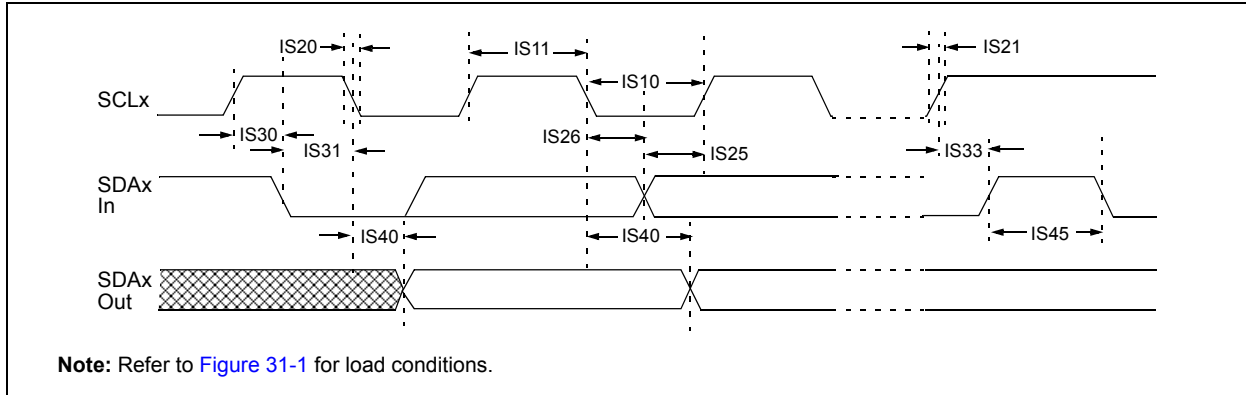 IS20
IS11
IS21
IS10
SCLx
IS30
IS26
IS31
IS25
IS33
SDAx
In
IS40
IS40
IS45
SDAx
Out
Note: Refer to Figure 31-1 for load conditions.